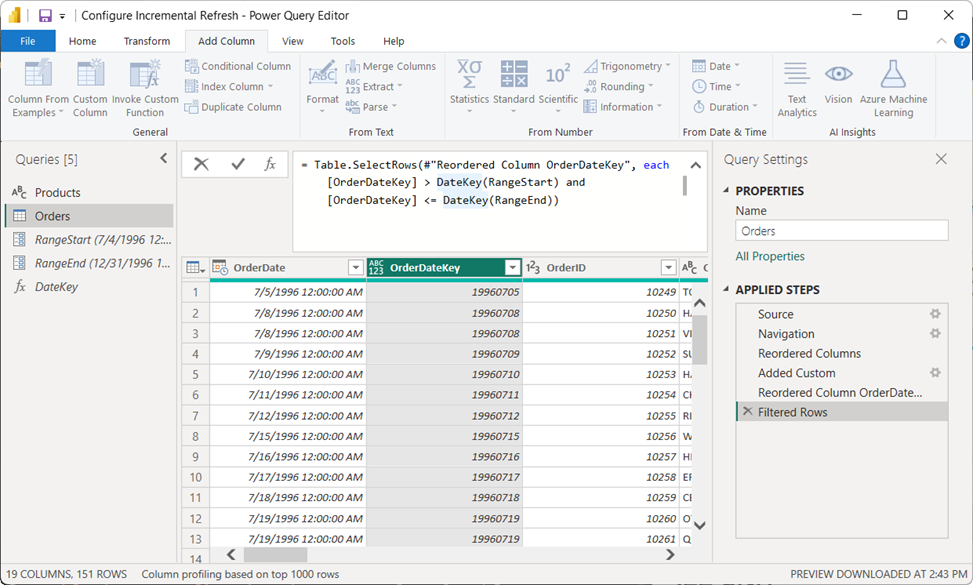 Configure Incremental Refresh - Power Query Editor
File Home Transform Add Column View Tools Help
Column From Examples
Custom Column
Invoke Custom Function
Conditional Column
Index Column
Duplicate Column
General
Format
Merge Columns
Extract
Parse
From Text
Statistics
Standard
Scientific
Trigonometry
Rounding
Information
From Number
Date
Time
Duration
From Date & Time
Text Analytics
Vision
Azure Machine Learning
AI Insights
Queries [5]
Products
Orders
RangeStart (7/4/1996 12:...
RangeEnd (12/31/1996 1...
DateKey
= Table.SelectRows(#"Reordered Column OrderDateKey", each
[OrderDateKey] > DateKey(RangeStart) and
[OrderDateKey] <= DateKey(RangeEnd))
OrderDate OrderDateKey OrderID
1 7/5/1996 12:00:00 AM 19960705 10249 TO
2 7/8/1996 12:00:00 AM 19960708 10250 HA
3 7/8/1996 12:00:00 AM 19960708 10251 VI
4 7/9/1996 12:00:00 AM 19960709 10252 SU
5 7/10/1996 12:00:00 AM 19960710 10253 HA
6 7/11/1996 12:00:00 AM 19960711 10254 CH
7 7/12/1996 12:00:00 AM 19960712 10255 RI
8 7/15/1996 12:00:00 AM 19960715 10256 W
9 7/16/1996 12:00:00 AM 19960716 10257 HI
10 7/17/1996 12:00:00 AM 19960717 10258 ER
11 7/18/1996 12:00:00 AM 19960718 10259 CE
12 7/19/1996 12:00:00 AM 19960719 10260 O
13 7/19/1996 12:00:00 AM 19960719 10261 Q
14
Query Settings
PROPERTIES
Name
Orders
All Properties
APPLIED STEPS
Source
Navigation
Reordered Columns
Added Custom
Reordered Column OrderDate...
Filtered Rows
19 COLUMNS, 151 ROWS Column profiling based on top 1000 rows PREVIEW DOWNLOADED AT 2:43 PM